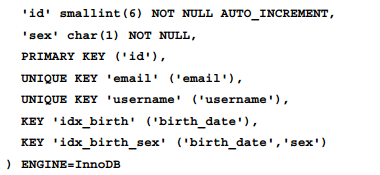 'id' smallint(6) NOT NULL AUTO_INCREMENT,
'sex' char(1) NOT NULL,
PRIMARY KEY ('id'),
UNIQUE KEY 'email' ('email'),
UNIQUE KEY 'username' ('username'),
KEY 'idx_birth' ('birth_date'),
KEY 'idx_birth_sex' ('birth_date','sex')
) ENGINE=InnoDB